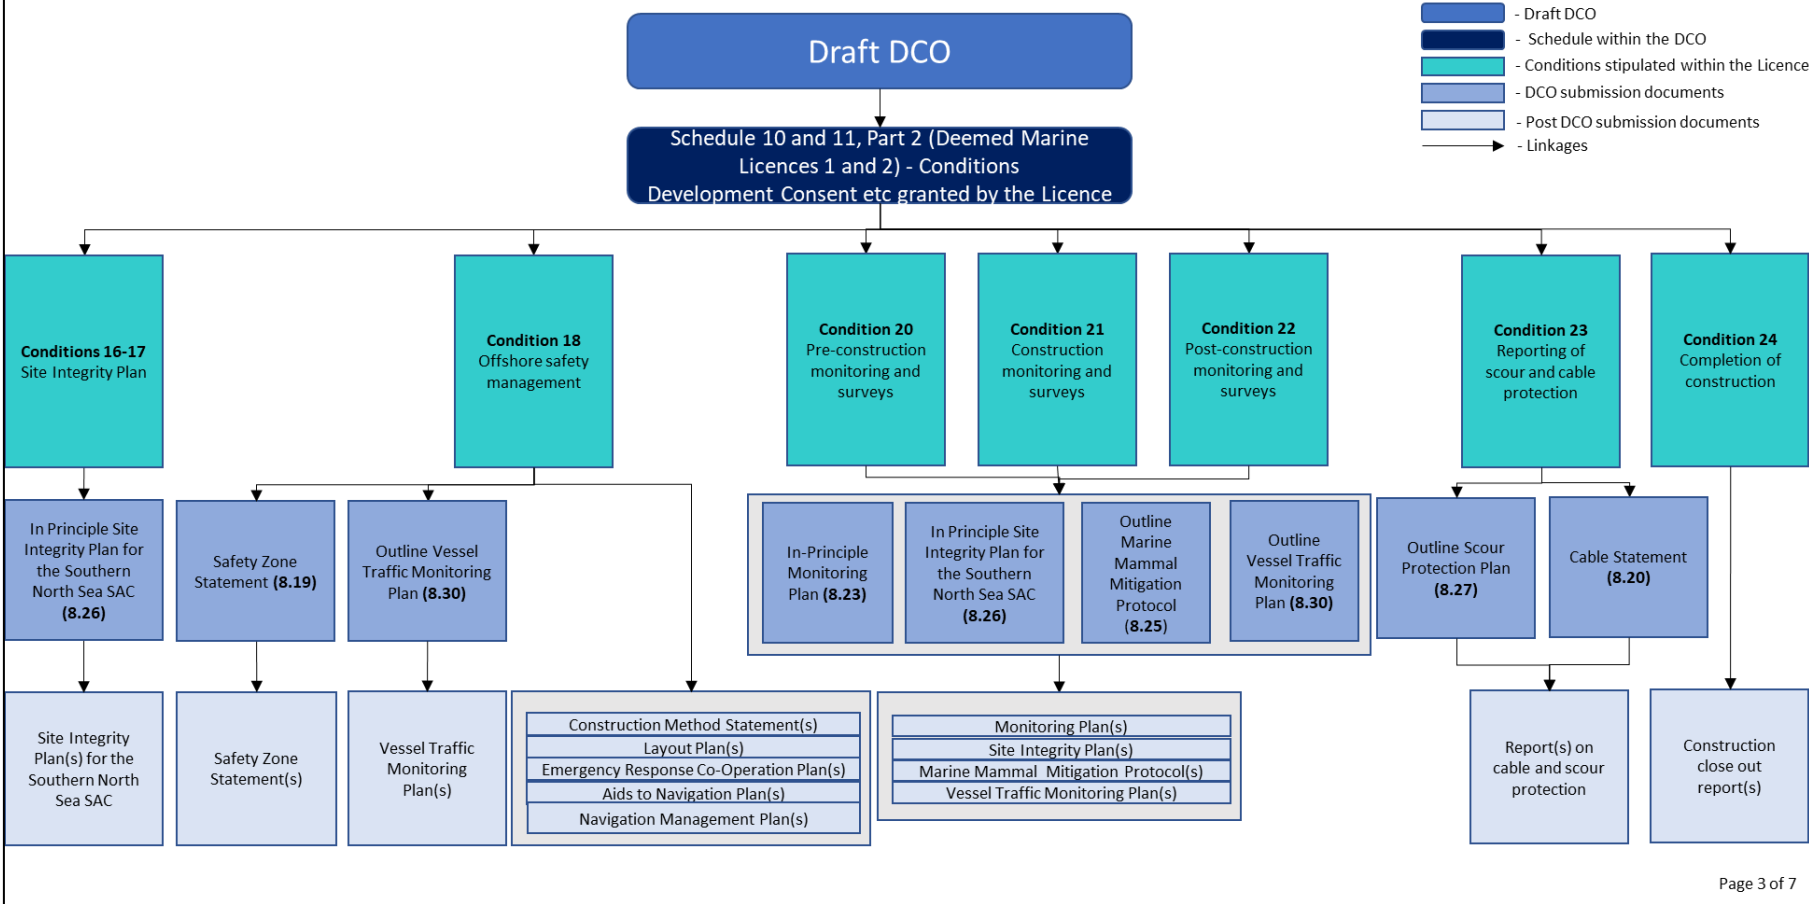 Draft DCO
- Draft DCO
- Schedule within the DCO
- Conditions stipulated within the Licence
- DCO submission documents
- Post DCO submission documents
- Linkages
Schedule 10 and 11, Part 2 (Deemed Marine
Licences 1 and 2) - Conditions
Development Consent etc granted by the Licence
Conditions 16-17
Site Integrity Plan
Condition 18
Offshore safety
management
Condition 20
Pre-construction
monitoring and
surveys
Condition 21
Construction
monitoring and
surveys
Condition 22
Post-construction
monitoring and
surveys
Condition 23
Reporting of
scour and cable
protection
Condition 24
Completion of
construction
In Principle Site
Integrity Plan for
the Southern
North Sea SAC
(8.26)
Safety Zone
Statement (8.19)
Outline Vessel
Traffic Monitoring
Plan (8.30)
In-Principle
Monitoring
Plan (8.23)
In Principle Site
Integrity Plan for
the Southern
North Sea SAC
(8.26)
Outline
Marine
Mammal
Mitigation
Protocol
(8.25)
Outline
Vessel Traffic
Monitoring
Plan (8.30)
Outline Scour
Protection Plan
(8.27)
Cable Statement
(8.20)
Site Integrity
Plan(s) for the
Southern North
Sea SAC
Safety Zone
Statement(s)
Vessel Traffic
Monitoring
Plan(s)
Construction Method Statement(s)
Layout Plan(s)
Emergency Response Co-Operation Plan(s)
Aids to Navigation Plan(s)
Navigation Management Plan(s)
Monitoring Plan(s)
Site Integrity Plan(s)
Marine Mammal Mitigation Protocol(s)
Vessel Traffic Monitoring Plan(s)
Report(s) on
cable and scour
protection
Construction
close out
report(s)
Page 3 of 7